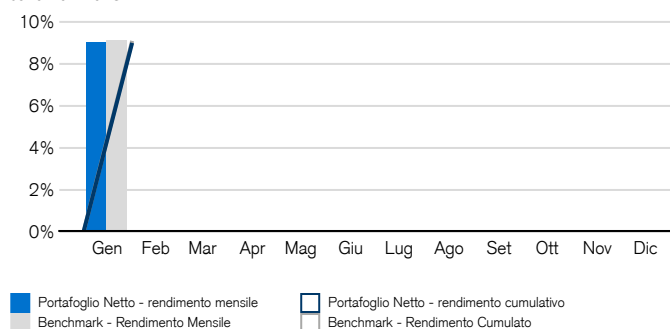 10%
8%
6%
4%
2%
0%
Gen Feb Mar Apr Mag Giu Lug Ago Set Ott Nov Dic
Portafoglio Netto - rendimento mensile Portafoglio Netto - rendimento cumulativo
Benchmark - Rendimento Mensile Benchmark - Rendimento Cumulato